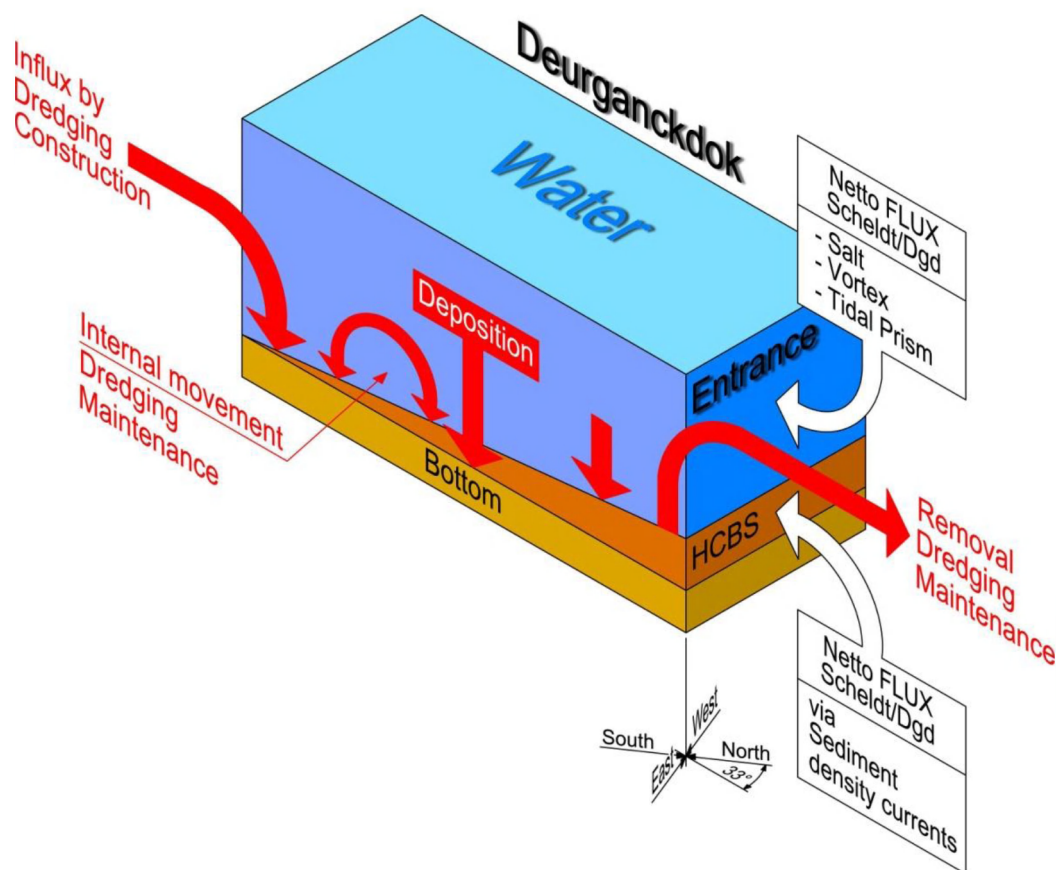 Deurganckdok
Influx by
Dredging
Construction
Water
Netto FLUX
Scheldt/Dgd
- Salt
- Vortex
- Tidal Prism
Deposition
Entrance
Internal movement
Dredging
Maintenance
Bottom
HCBS
Removal
Dredging
Maintenance
Netto FLUX
Scheldt/Dgd
via
Sediment
density currents
West
South
North
East
33°